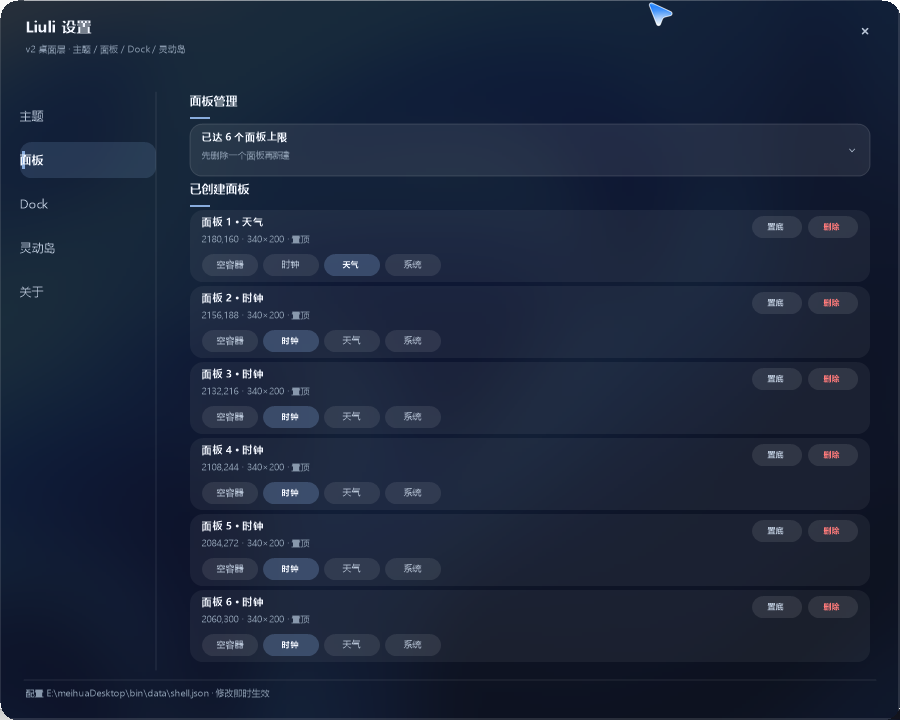 Liuli 设置
v2 桌面层 · 主题 / 面板 / Dock / 灵动岛
×
主题
面板
Dock
灵动岛
关于
面板管理
已达 6 个面板上限
先删除一个面板再新建
已创建面板
面板 1 • 天气
置底 删除
2180,160 · 340×200 · 置顶
空容器 时钟 天气 系统
面板 2 • 时钟
置底 删除
2156,188 · 340×200 · 置顶
空容器 时钟 天气 系统
面板 3 • 时钟
置底 删除
2132,216 · 340×200 · 置顶
空容器 时钟 天气 系统
面板 4 • 时钟
置底 删除
2108,244 · 340×200 · 置顶
空容器 时钟 天气 系统
面板 5 • 时钟
置底 删除
2084,272 · 340×200 · 置顶
空容器 时钟 天气 系统
面板 6 • 时钟
置底 删除
2060,300 · 340×200 · 置顶
空容器 时钟 天气 系统
配置 E:\meihuaDesktop\bin\data\shell.json · 修改即时生效